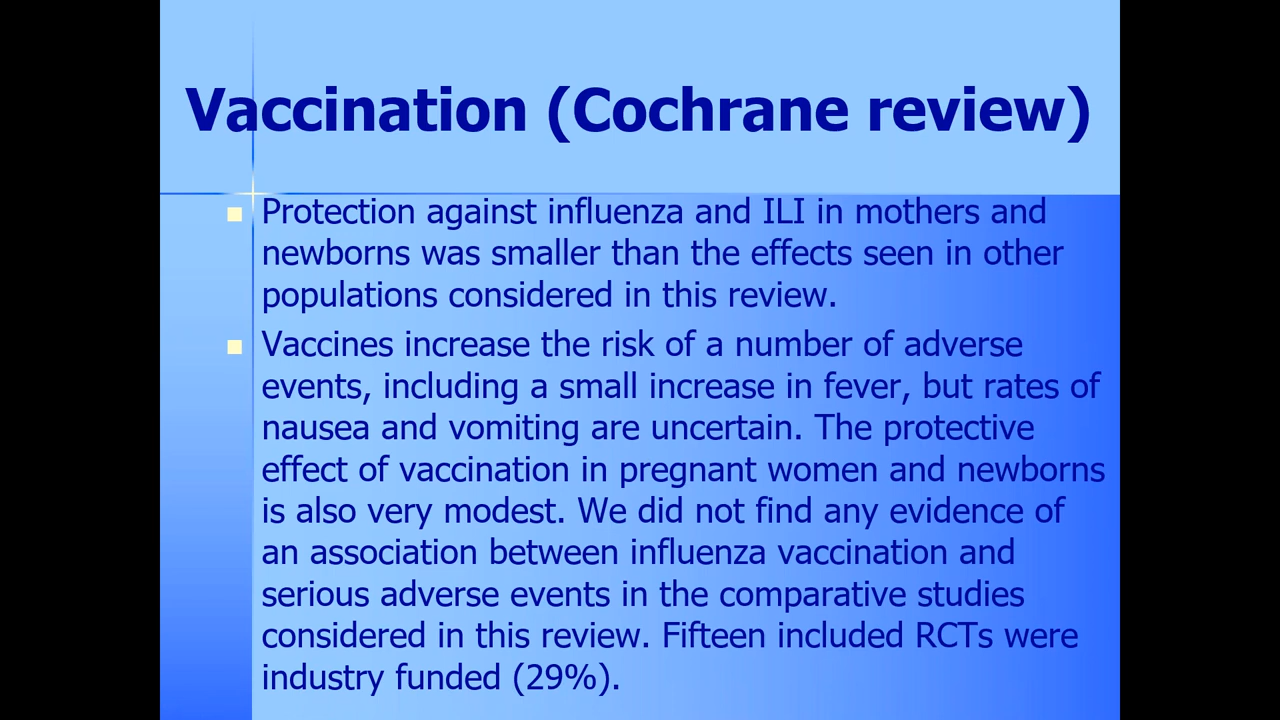 Vaccination (Cochrane review)
Protection against influenza and ILI in mothers and
newborns was smaller than the effects seen in other
populations considered in this review.
Vaccines increase the risk of a number of adverse
events, including a small increase in fever, but rates of
nausea and vomiting are uncertain. The protective
effect of vaccination in pregnant women and newborns
is also very modest. We did not find any evidence of
an association between influenza vaccination and
serious adverse events in the comparative studies
considered in this review. Fifteen included RCTs were
industry funded (29%).